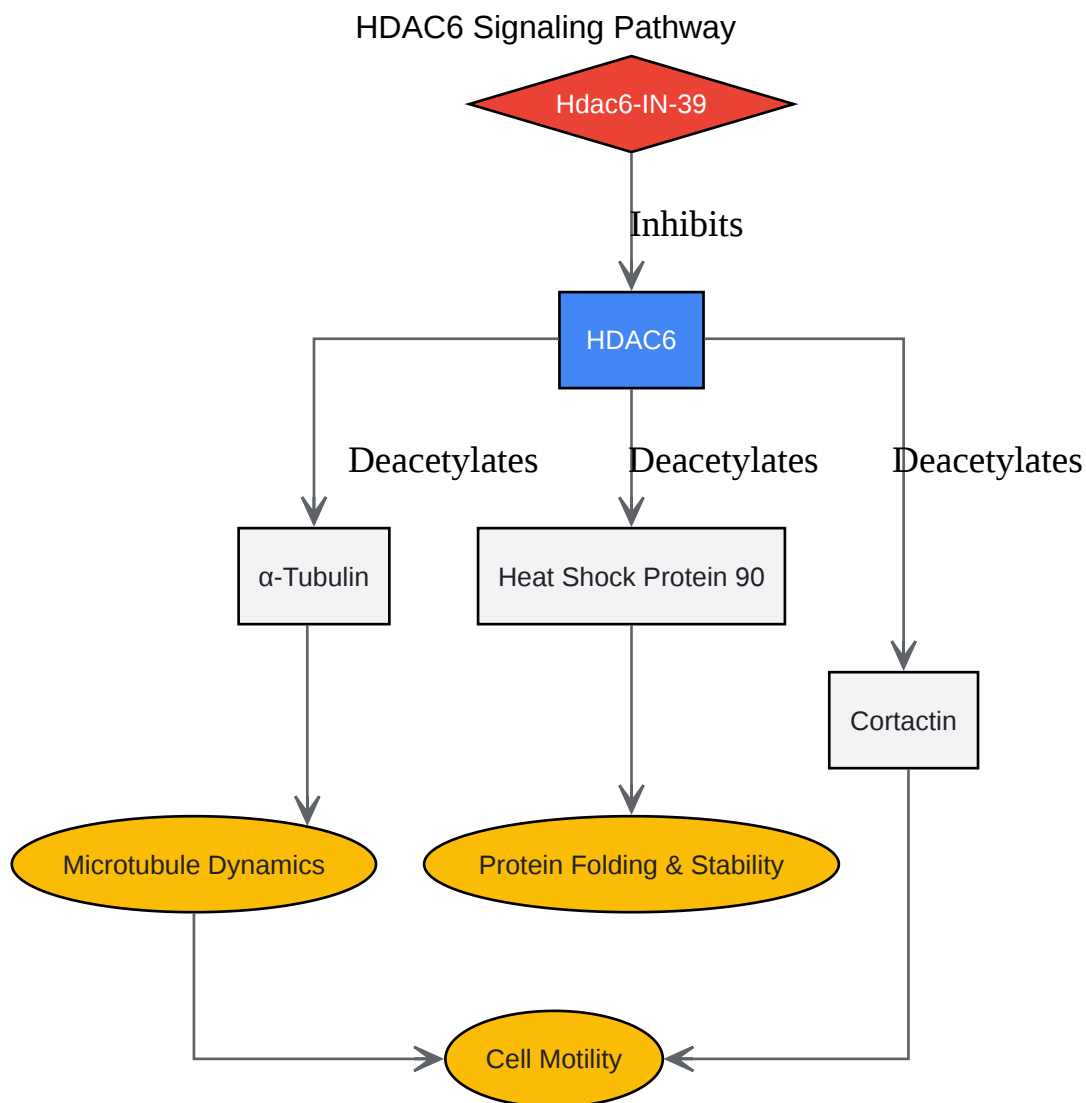 HDAC6 Signaling Pathway
Hdac6-IN-39
Inhibits
HDAC6
Deacetylates
Deacetylates
Deacetylates
α-Tubulin
Heat Shock Protein 90
Cortactin
Microtubule Dynamics
Protein Folding & Stability
Cell Motility